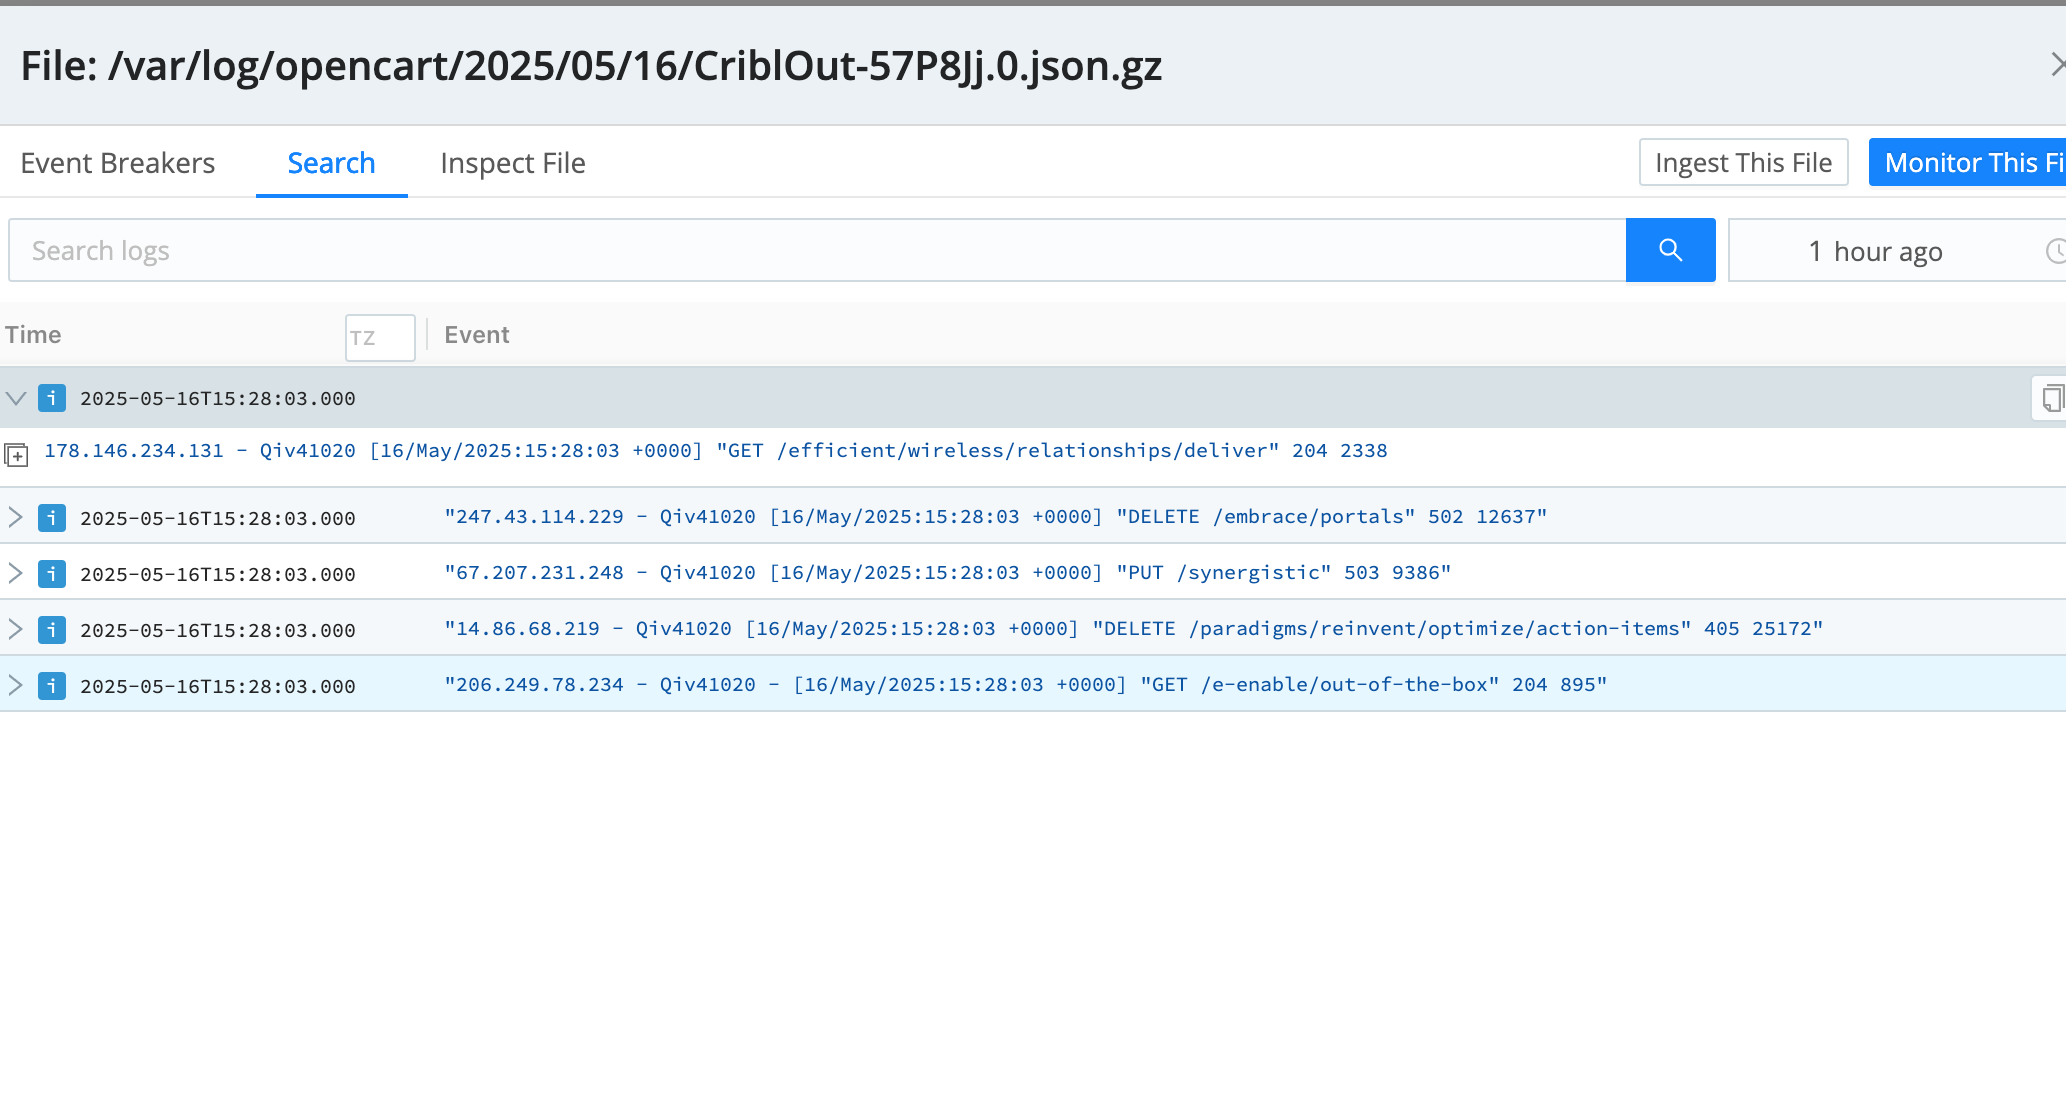 File: /var/log/opencart/2025/05/16/CriblOut-57P8Jj.0.json.gz
Event Breakers Search Inspect File Ingest This File Monitor This Fi
Search logs 1 hour ago
Time TZ Event
i 2025-05-16T15:28:03.000
178.146.234.131 - Qiv41020 [16/May/2025:15:28:03 +0000] "GET /efficient/wireless/relationships/deliver" 204 2338
i 2025-05-16T15:28:03.000 "247.43.114.229 - Qiv41020 [16/May/2025:15:28:03 +0000] "DELETE /embrace/portals" 502 12637"
i 2025-05-16T15:28:03.000 "67.207.231.248 - Qiv41020 [16/May/2025:15:28:03 +0000] "PUT /synergistic" 503 9386"
i 2025-05-16T15:28:03.000 "14.86.68.219 - Qiv41020 [16/May/2025:15:28:03 +0000] "DELETE /paradigms/reinvent/optimize/action-items" 405 25172"
i 2025-05-16T15:28:03.000 "206.249.78.234 - Qiv41020 - [16/May/2025:15:28:03 +0000] "GET /e-enable/out-of-the-box" 204 895"